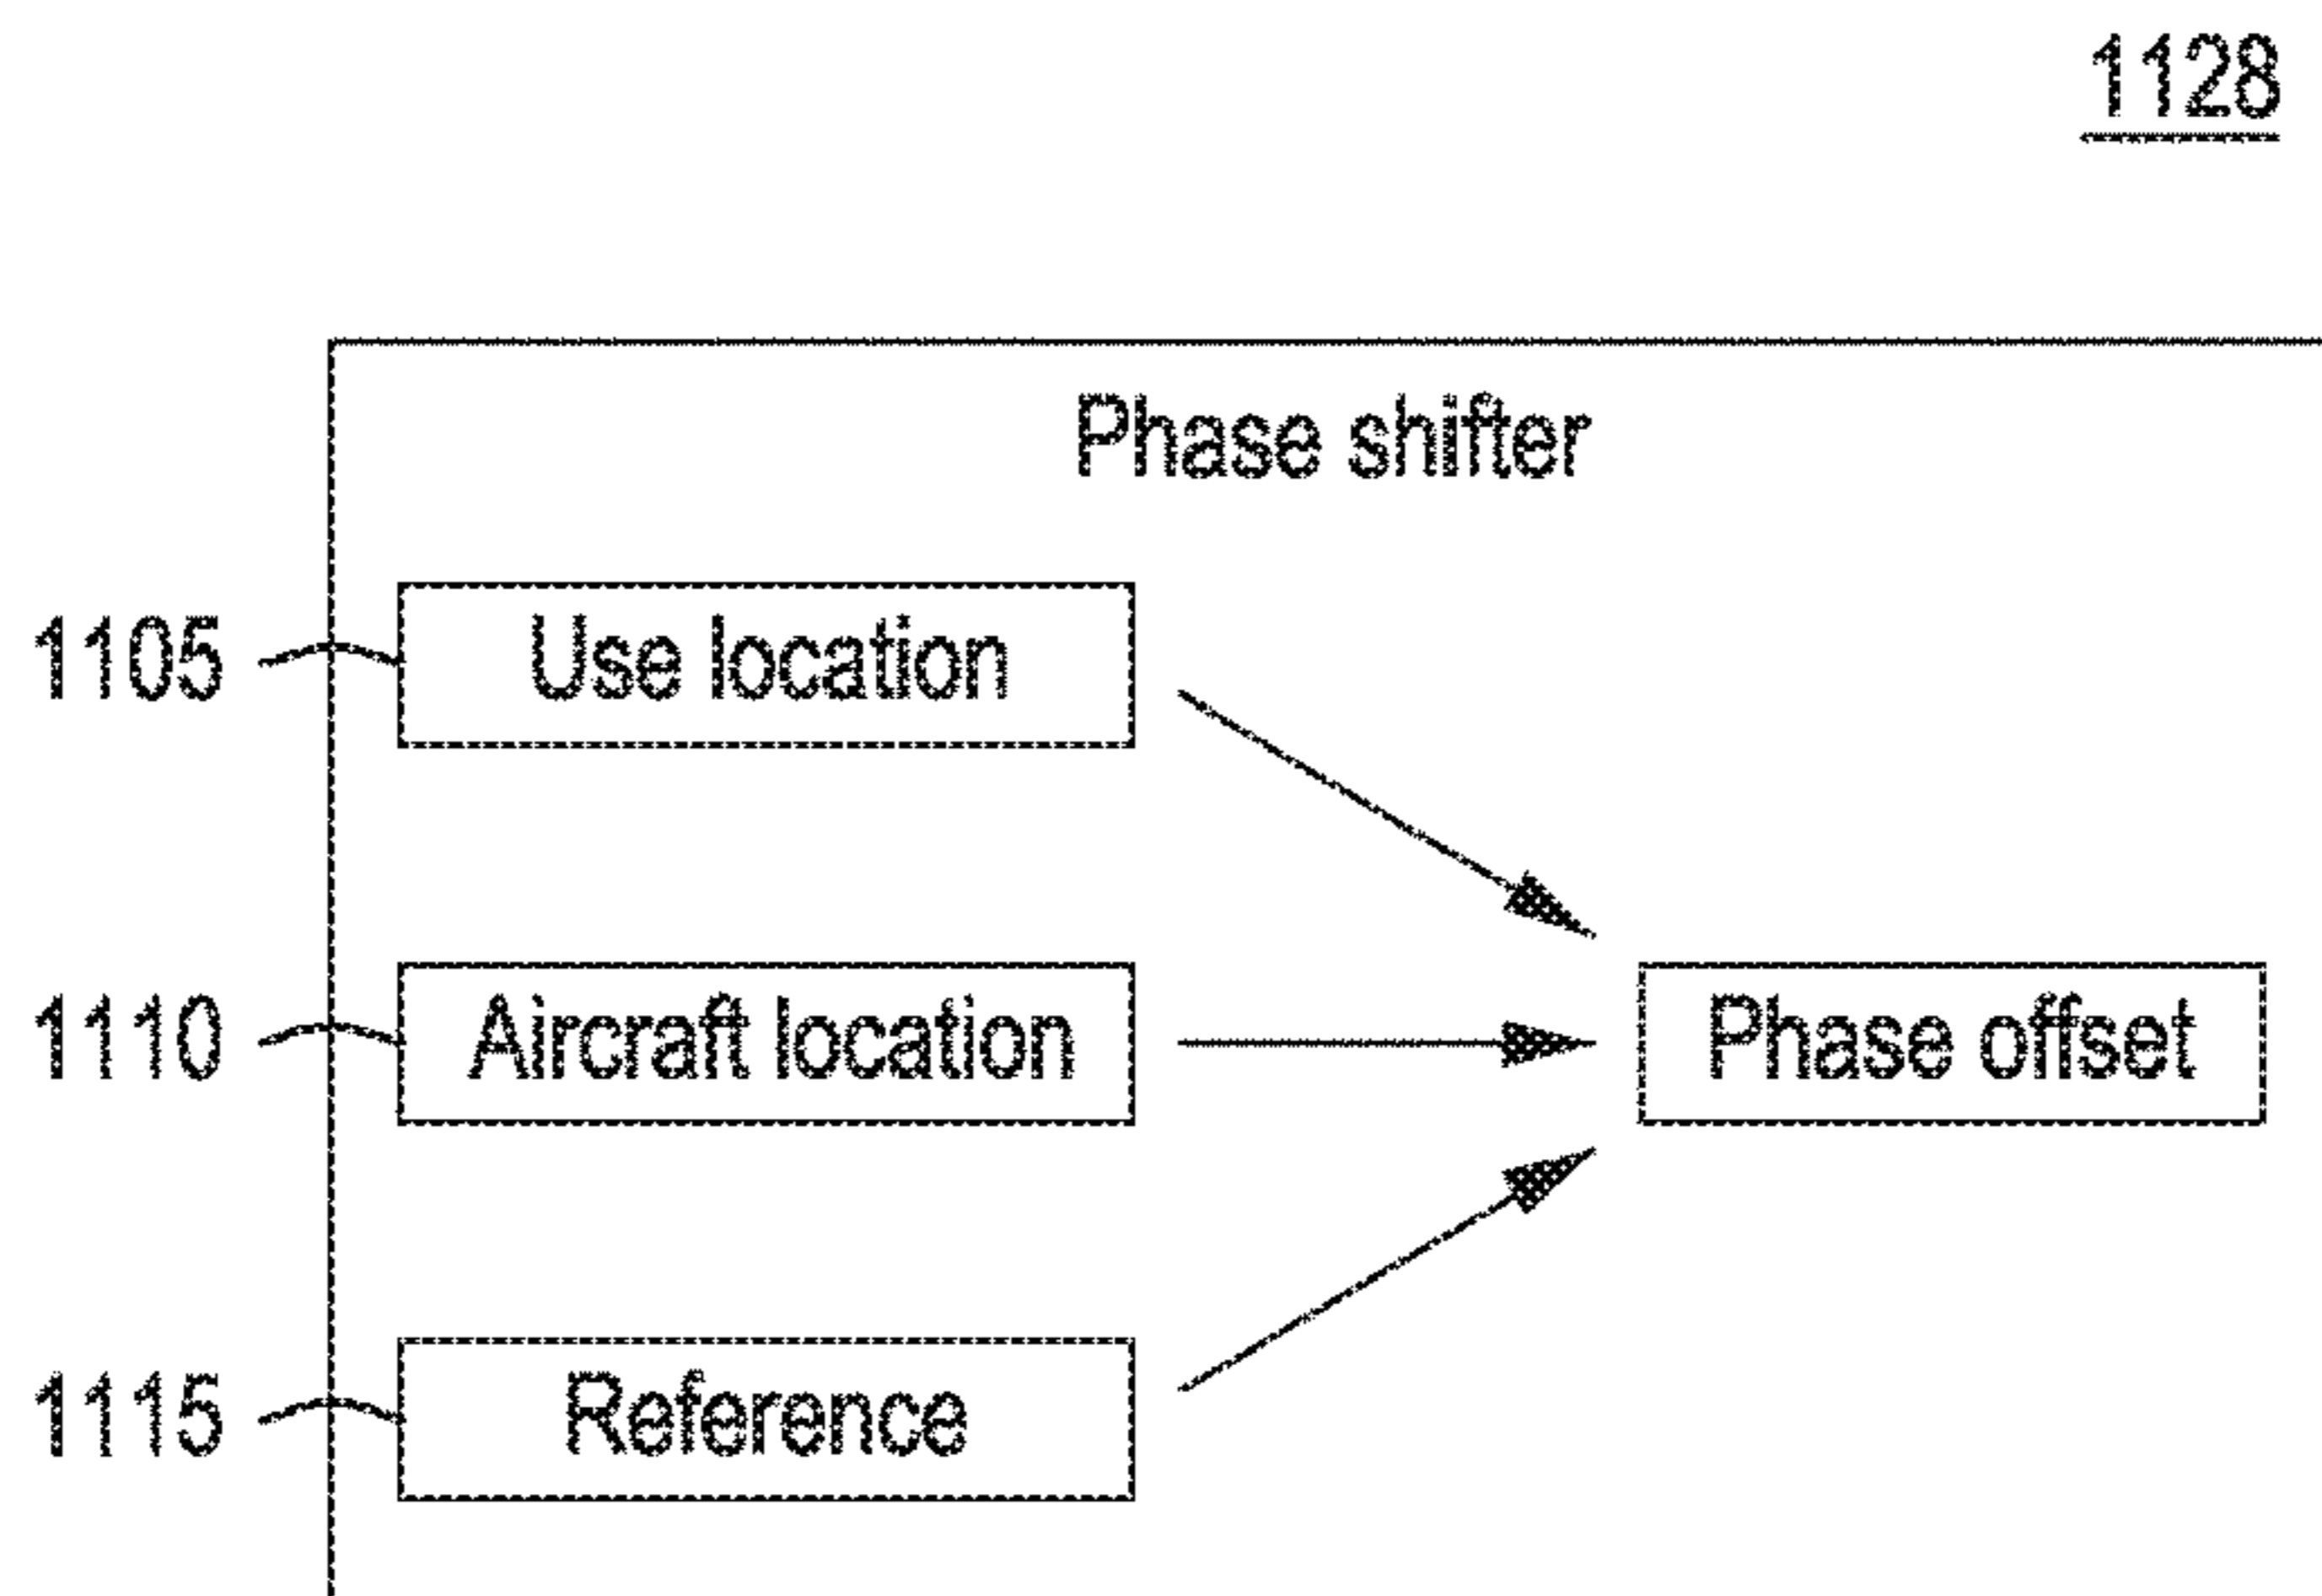 1128
Phase shifter
1105
Use location
1110
Aircraft location
Phase offset
1115
Reference